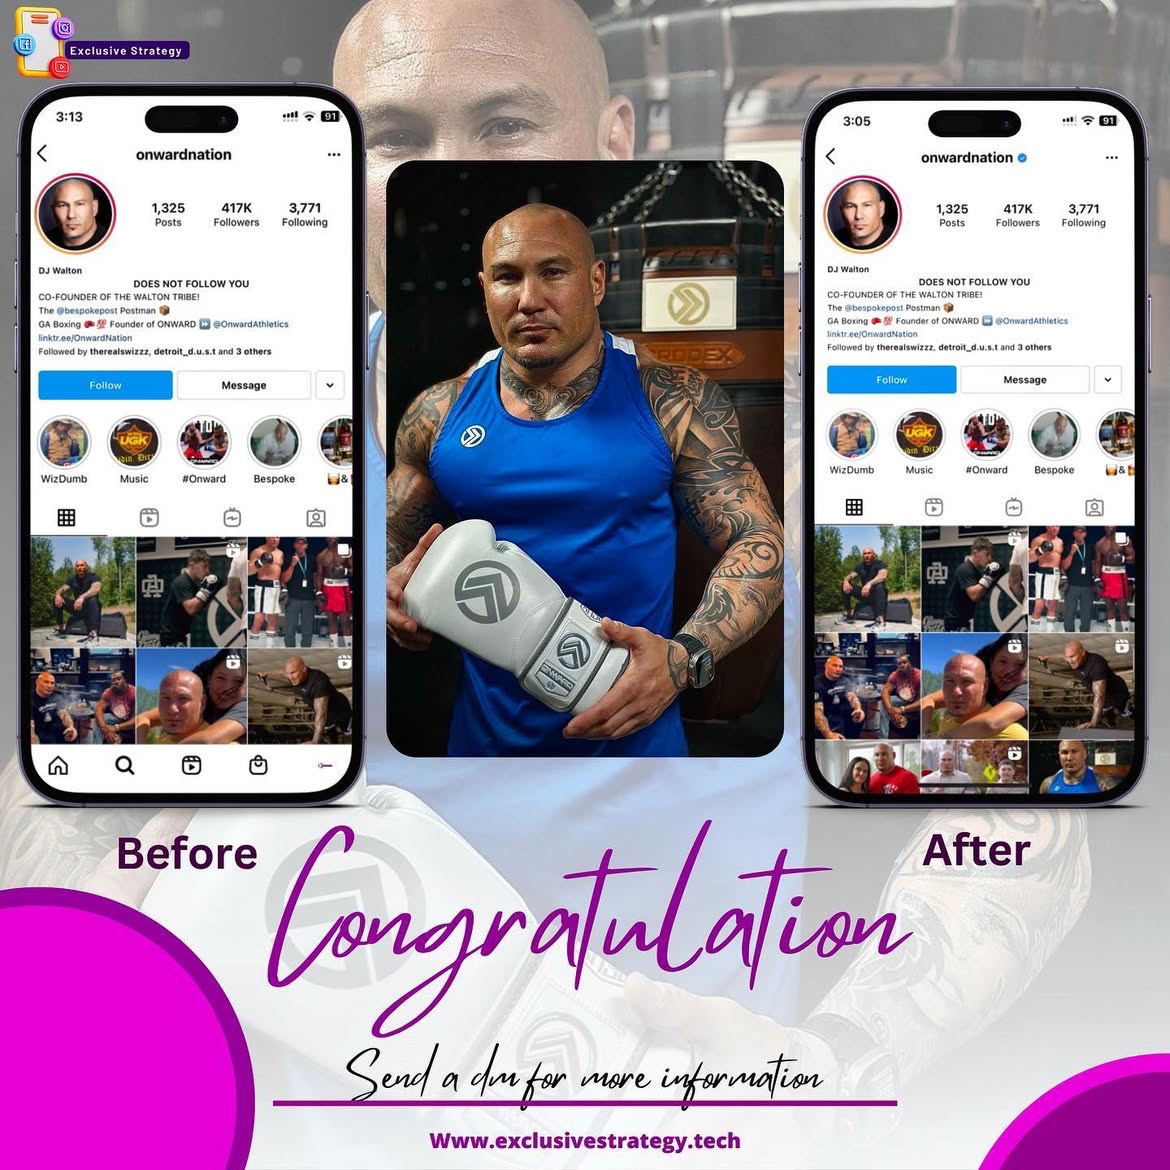 Exclusive Strategy
3:13
91
onwardnation
1,325 417K 3,771
Posts Followers Following
DJ Walton
DOES NOT FOLLOW YOU
CO-FOUNDER OF THE WALTON TRIBE!
The @bespokepost Postman 📦
GA Boxing 🥊💯 Founder of ONWARD ⏩ @OnwardAthletics
linktr.ee/OnwardNation
Followed by therealswizzz, detroit_d.u.s.t and 3 others
Follow Message
UGK
WizDumb Music #Onward Bespoke 🥃&
ONWARD
3:05
91
onwardnation
1,325 417K 3,771
Posts Followers Following
DJ Walton
DOES NOT FOLLOW YOU
CO-FOUNDER OF THE WALTON TRIBE!
The @bespokepost Postman 📦
GA Boxing 🥊💯 Founder of ONWARD ⏩ @OnwardAthletics
linktr.ee/OnwardNation
Followed by therealswizzz, detroit_d.u.s.t and 3 others
Follow Message
UGK
WizDumb Music #Onward Bespoke 🥃&
Before
After
Congratulation
Send a dm for more information
Www.exclusivestrategy.tech